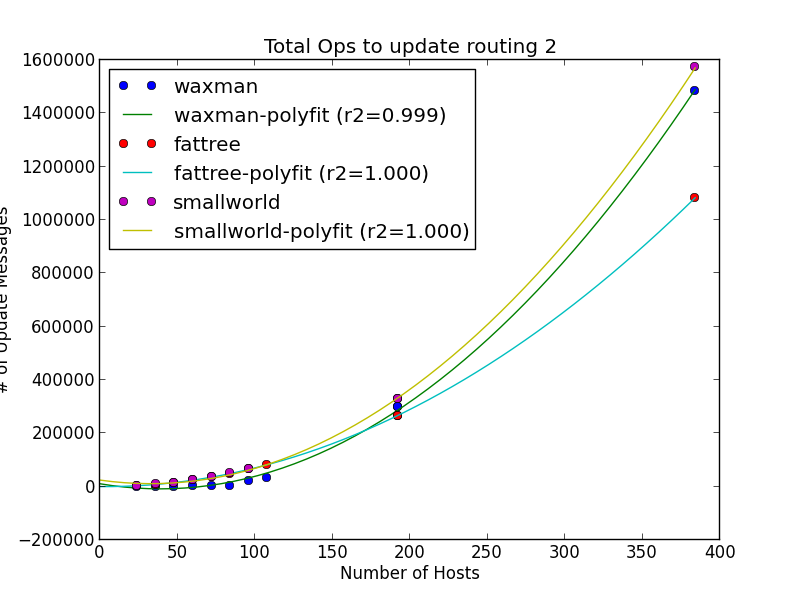 Total Ops to update routing 2
# of Update Messages
1600000
1400000
1200000
1000000
800000
600000
400000
200000
0
−200000
waxman
waxman-polyfit (r2=0.999)
fattree
fattree-polyfit (r2=1.000)
smallworld
smallworld-polyfit (r2=1.000)
0 50 100 150 200 250 300 350 400
Number of Hosts